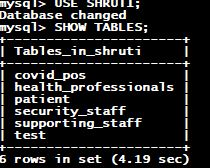 mysql> USE SHRUTI;
Database changed
mysql> SHOW TABLES;
+----------------------+
| Tables_in_shruti     |
+----------------------+
| covid_pos            |
| health_professionals |
| patient              |
| security_staff       |
| supporting_staff     |
| test                 |
+----------------------+
6 rows in set (4.19 sec)